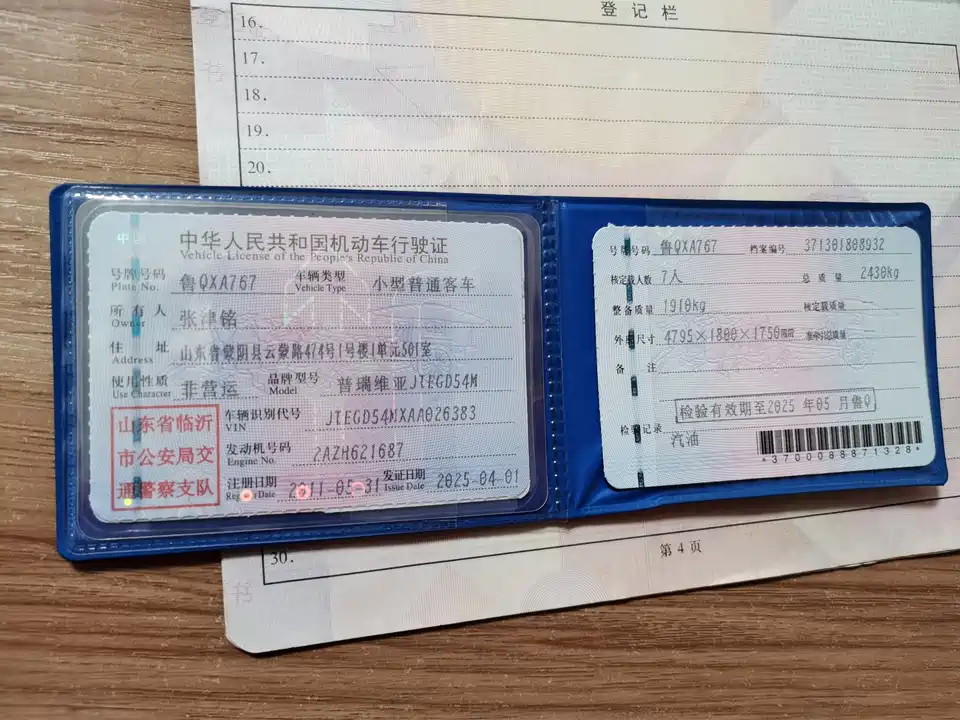 登记栏
16.
17.
18.
19.
20.
中华人民共和国机动车行驶证
Vehicle License of the People's Republic of China
号牌号码 鲁QXA767 车辆类型 小型普通客车
Plate No. Vehicle Type
所有人 张津铭
Owner
住址 山东省蒙阴县云蒙路474号1号楼1单元501室
Address
使用性质 非营运 品牌型号 普瑞维亚JTEGD54M
Use Character Model
山东省临沂
市公安局交
通警察支队
车辆识别代号 JTEGD54MXAA026383
VIN
发动机号码 2AZH621687
Engine No.
注册日期 2011-05-31 发证日期 2025-04-01
Register Date Issue Date
号牌号码 鲁QXA767 档案编号 371301808932
核定载人数 7人 总质量 2430kg
整备质量 1910kg 核定载质量
外廓尺寸 4795×1800×1750mm 准牵引总质量
备注
检验有效期至2025年05月鲁Q
检验记录
汽油
*3700088871328*
30.
第4页